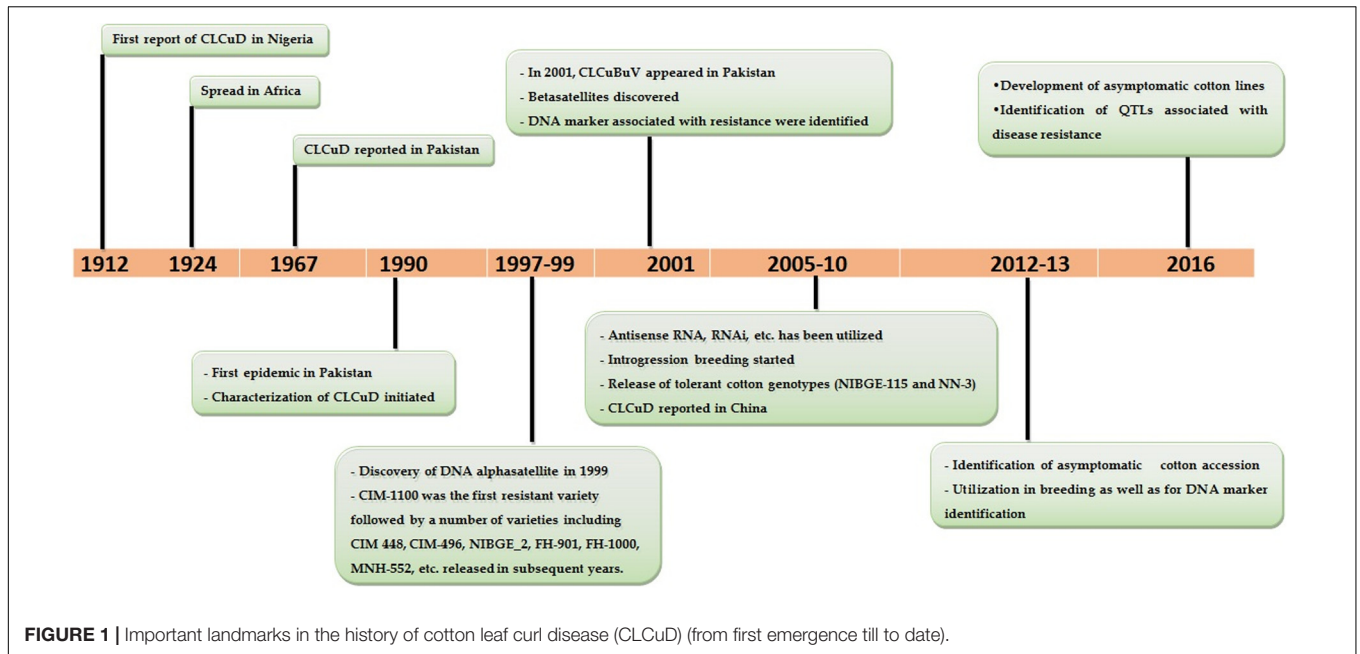 First report of CLCuD in Nigeria
Spread in Africa
CLCuD reported in Pakistan
- In 2001, CLCuBuV appeared in Pakistan
- Betasatellites discovered
- DNA marker associated with resistance were identified
•Development of asymptomatic cotton lines
•Identification of QTLs associated with
disease resistance
1912 1924 1967 1990 1997-99 2001 2005-10 2012-13 2016
- First epidemic in Pakistan
- Characterization of CLCuD initiated
- Discovery of DNA alphasatellite in 1999
- CIM-1100 was the first resistant variety
followed by a number of varieties including
CIM 448, CIM-496, NIBGE_2, FH-901, FH-1000,
MNH-552, etc. released in subsequent years.
- Antisense RNA, RNAi, etc. has been utilized
- Introgression breeding started
- Release of tolerant cotton genotypes (NIBGE-115 and NN-3)
- CLCuD reported in China
- Identification of asymptomatic cotton accession
- Utilization in breeding as well as for DNA marker
identification
FIGURE 1 | Important landmarks in the history of cotton leaf curl disease (CLCuD) (from first emergence till to date).